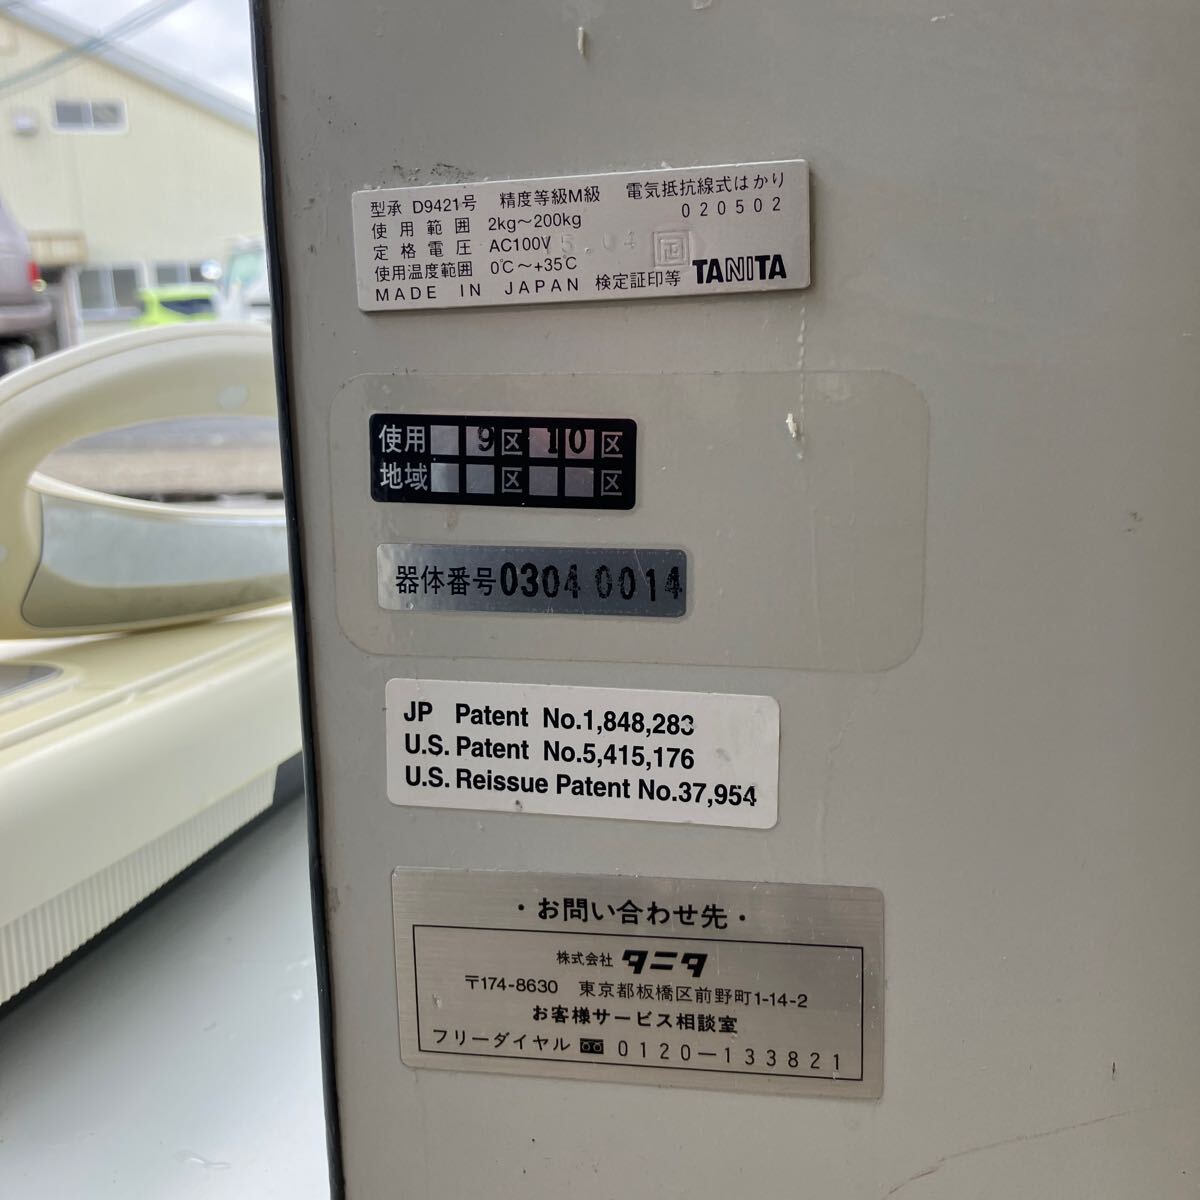 型承 D9421号 精度等級M級 電気抵抗線式はかり
使用範囲 2kg～200kg 020502
定格電圧 AC100V 5.04
使用温度範囲 0℃～+35℃
MADE IN JAPAN 検定証印等 TANITA
使用 9区 10区
地域 区 区
器体番号 0304 0014
JP Patent No.1,848,283
U.S. Patent No.5,415,176
U.S. Reissue Patent No.37,954
・お問い合わせ先・
株式会社 タニタ
〒174-8630 東京都板橋区前野町1-14-2
お客様サービス相談室
フリーダイヤル 0120-133821